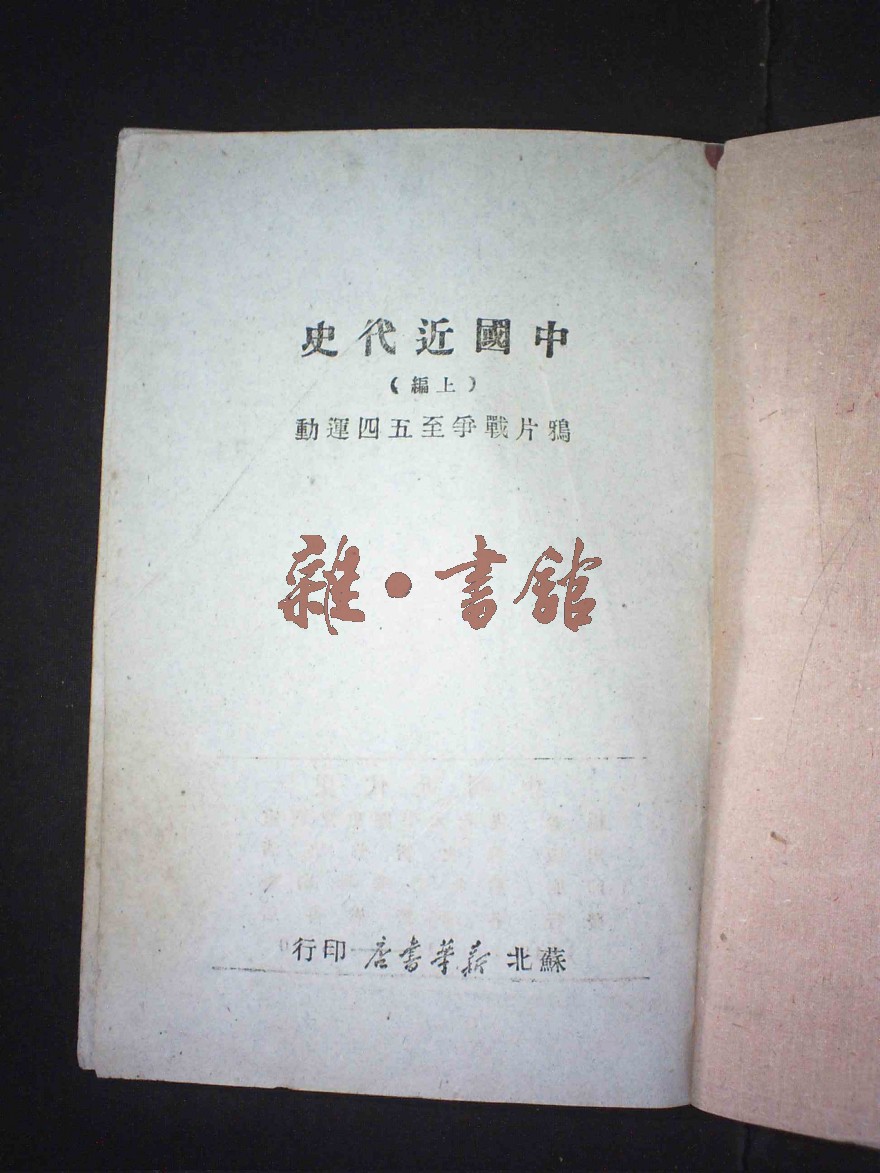 中國近代史
（上編）
鴉片戰爭至五四運動
雜•書館
蘇北新華書店印行